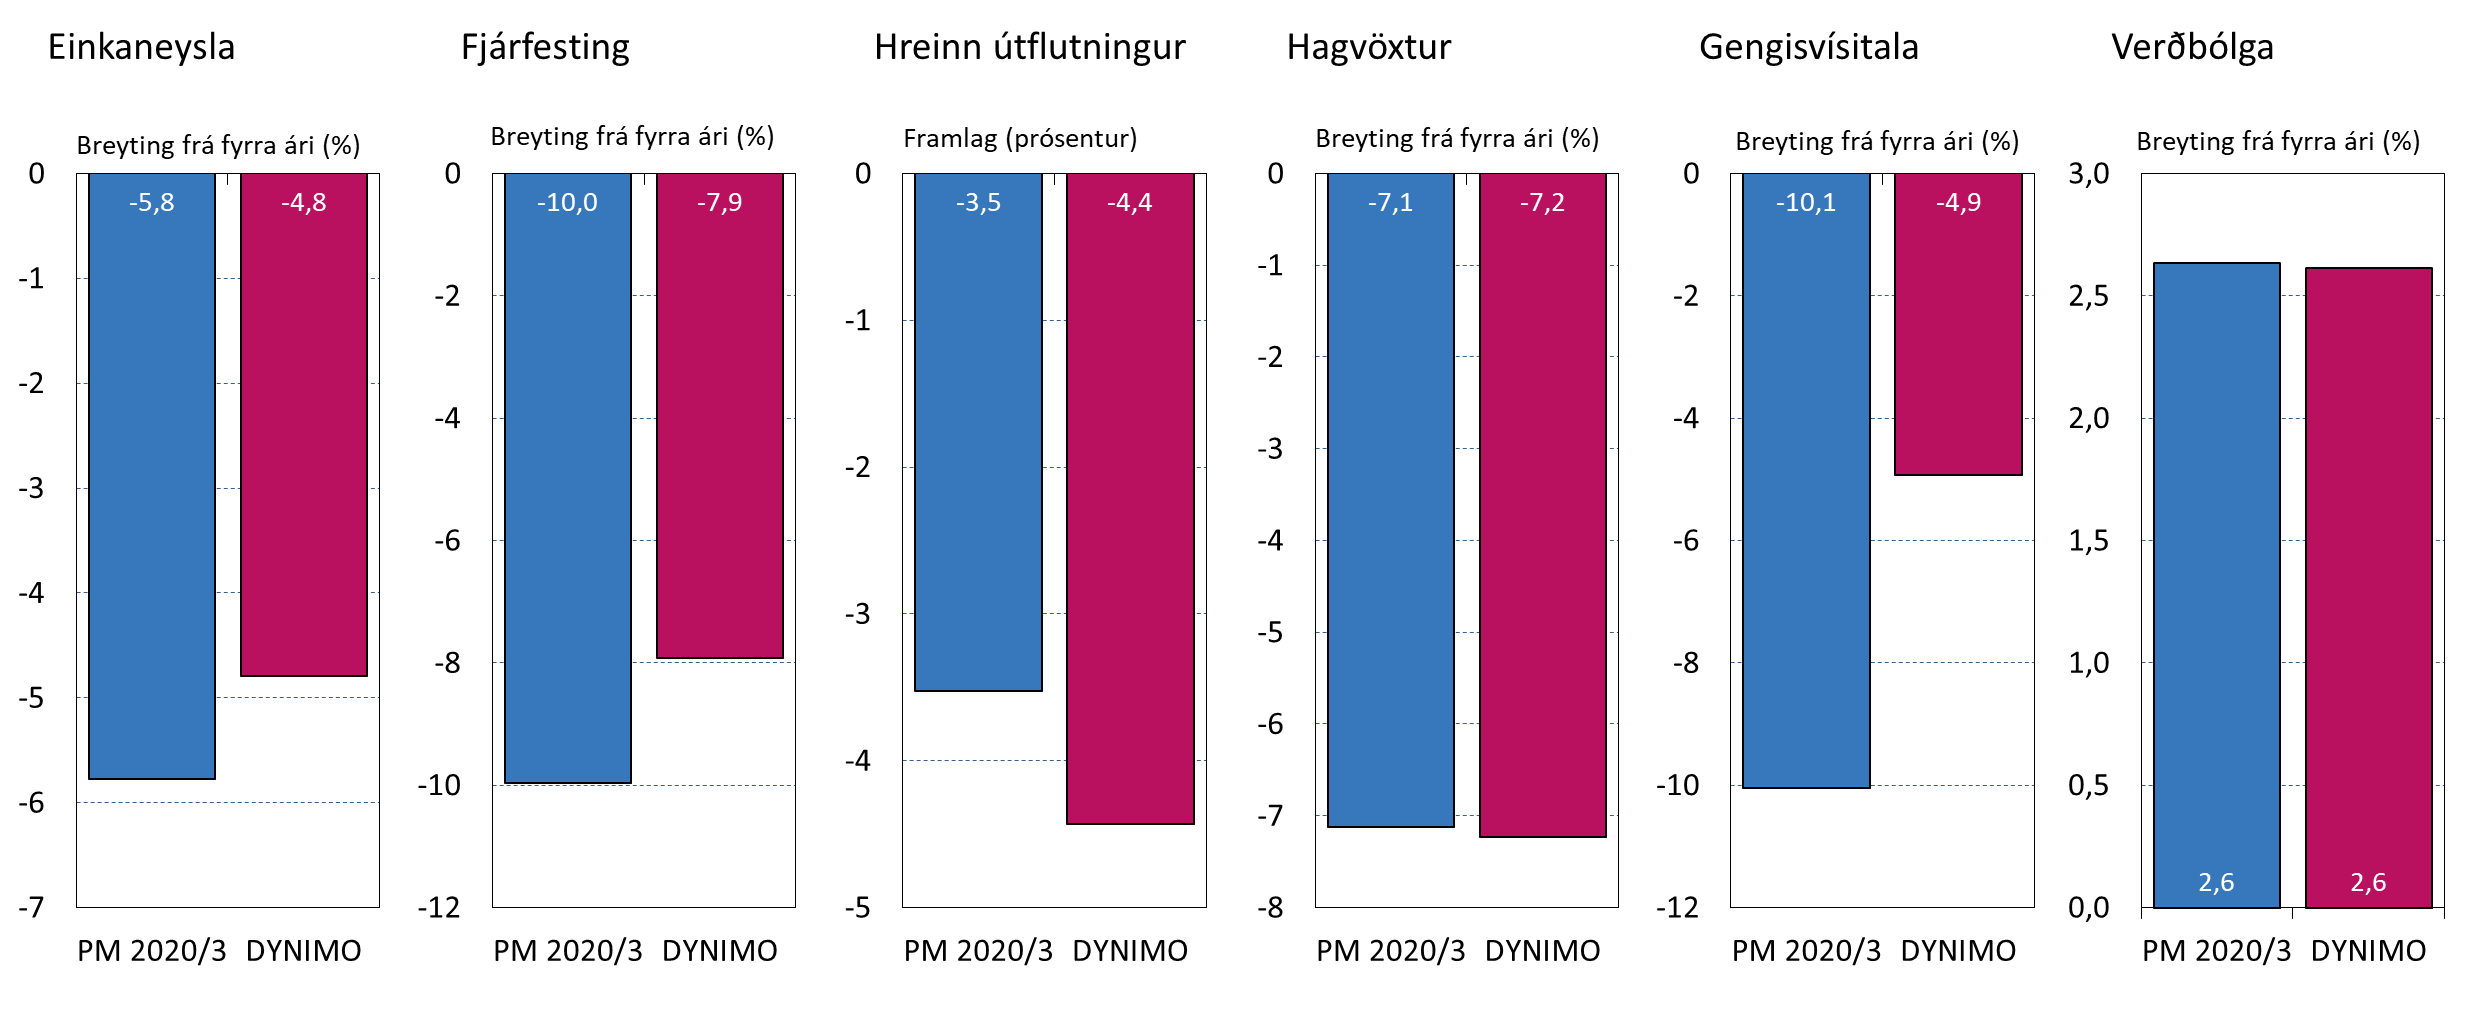 Einkaneysla
Breyting frá fyrra ári (%)
0
-1
-2
-3
-4
-5
-6
-7
-5,8
-4,8
PM 2020/3
DYNIMO
Fjárfesting
Breyting frá fyrra ári (%)
0
-2
-4
-6
-8
-10
-12
-10,0
-7,9
PM 2020/3
DYNIMO
Hreinn útflutningur
Framlag (prósentur)
0
-1
-2
-3
-4
-5
-3,5
-4,4
PM 2020/3
DYNIMO
Hagvöxtur
Breyting frá fyrra ári (%)
0
-1
-2
-3
-4
-5
-6
-7
-8
-7,1
-7,2
PM 2020/3
DYNIMO
Gengisvísitala
Breyting frá fyrra ári (%)
0
-2
-4
-6
-8
-10
-12
-10,1
-4,9
PM 2020/3
DYNIMO
Verðbólga
Breyting frá fyrra ári (%)
3,0
2,5
2,0
1,5
1,0
0,5
0,0
2,6
2,6
PM 2020/3
DYNIMO